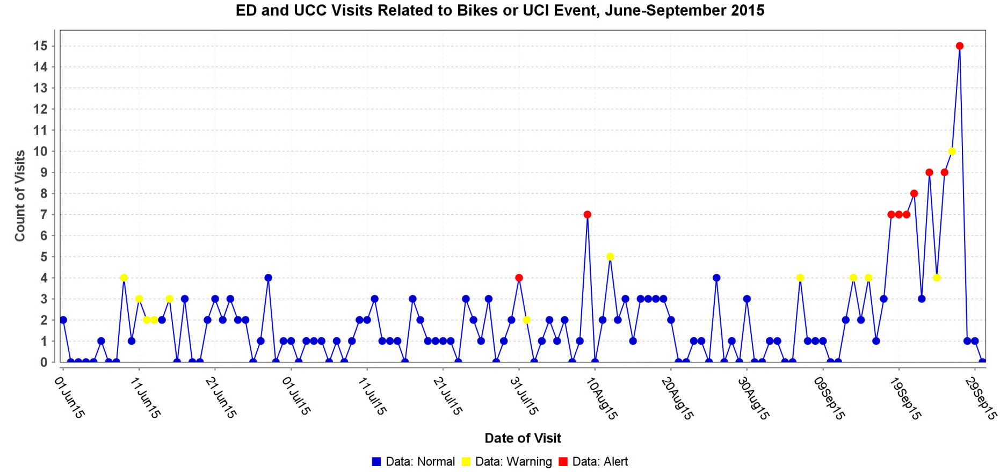 ED and UCC Visits Related to Bikes or UCI Event, June-September 2015
Count of Visits
15
14
13
12
11
10
9
8
7
6
5
4
3
2
1
0
01Jun15
11Jun15
21Jun15
01Jul15
11Jul15
21Jul15
31Jul15
10Aug15
20Aug15
30Aug15
09Sep15
19Sep15
29Sep15
Date of Visit
Data: Normal Data: Warning Data: Alert